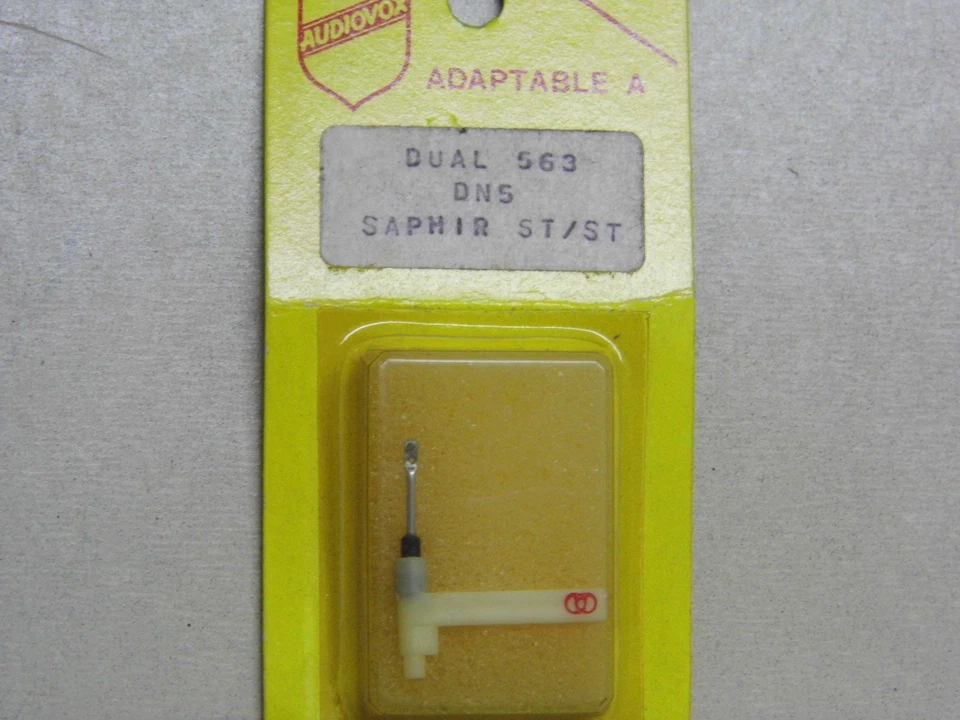 AUDIOVOX
ADAPTABLE A
DUAL 563
DN5
SAPHIR ST/ST